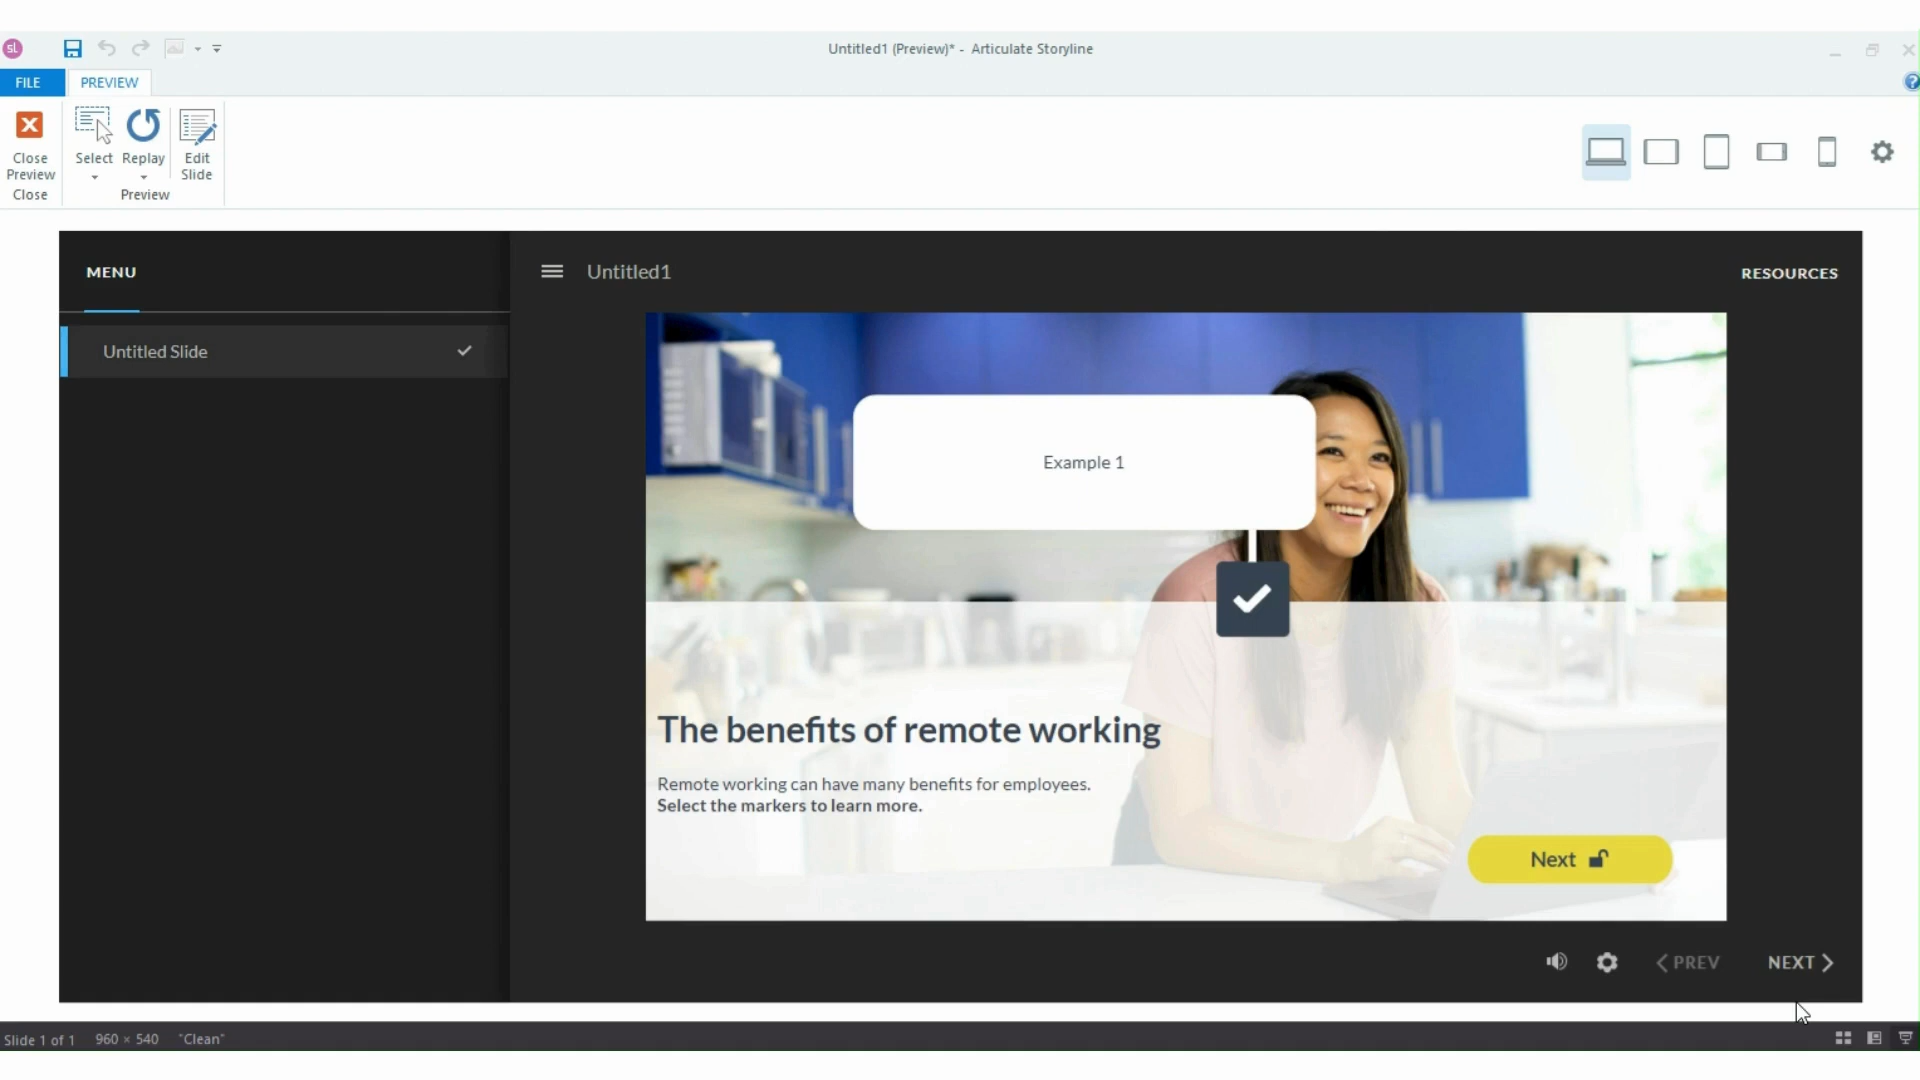 sl
Untitled1 (Preview)* - Articulate Storyline
FILE
PREVIEW
?
Close
Preview
Select
Replay
Edit
Slide
Close
Preview
MENU
Untitled1
RESOURCES
Untitled Slide
Example 1
The benefits of remote working
Remote working can have many benefits for employees.
Select the markers to learn more.
Next
PREV
NEXT
Slide 1 of 1
960 × 540
"Clean"